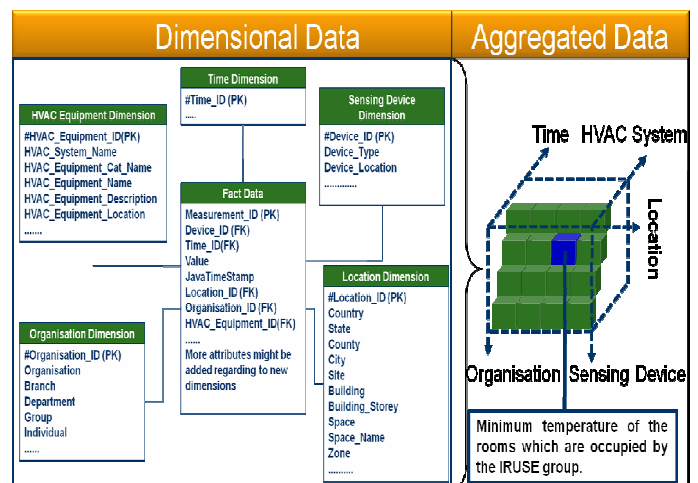 Dimensional Data
Aggregated Data
Time Dimension
#Time_ID (PK)
.....
HVAC Equipment Dimension
#HVAC_Equipment_ID(PK)
HVAC_System_Name
HVAC_Equipment_Cat_Name
HVAC_Equipment_Name
HVAC_Equipment_Description
HVAC_Equipment_Location
.......
Sensing Device
Dimension
#Device_ID (PK)
Device_Type
Device_Location
.............
Fact Data
Measurement_ID (PK)
Device_ID (FK)
Time_ID(FK)
Value
JavaTimeStamp
Location_ID (FK)
Organisation_ID (FK)
HVAC_Equipment_ID(FK)
......
More attributes might be
added regarding to new
dimensions
Organisation Dimension
#Organisation_ID (PK)
Organisation
Branch
Department
Group
Individual
......
Location Dimension
#Location_ID (PK)
Country
State
County
City
Site
Building
Building_Storey
Space
Space_Name
Zone
..........
Time
HVAC System
Location
Organisation
Sensing Device
Minimum temperature of the
rooms which are occupied by
the IRUSE group.